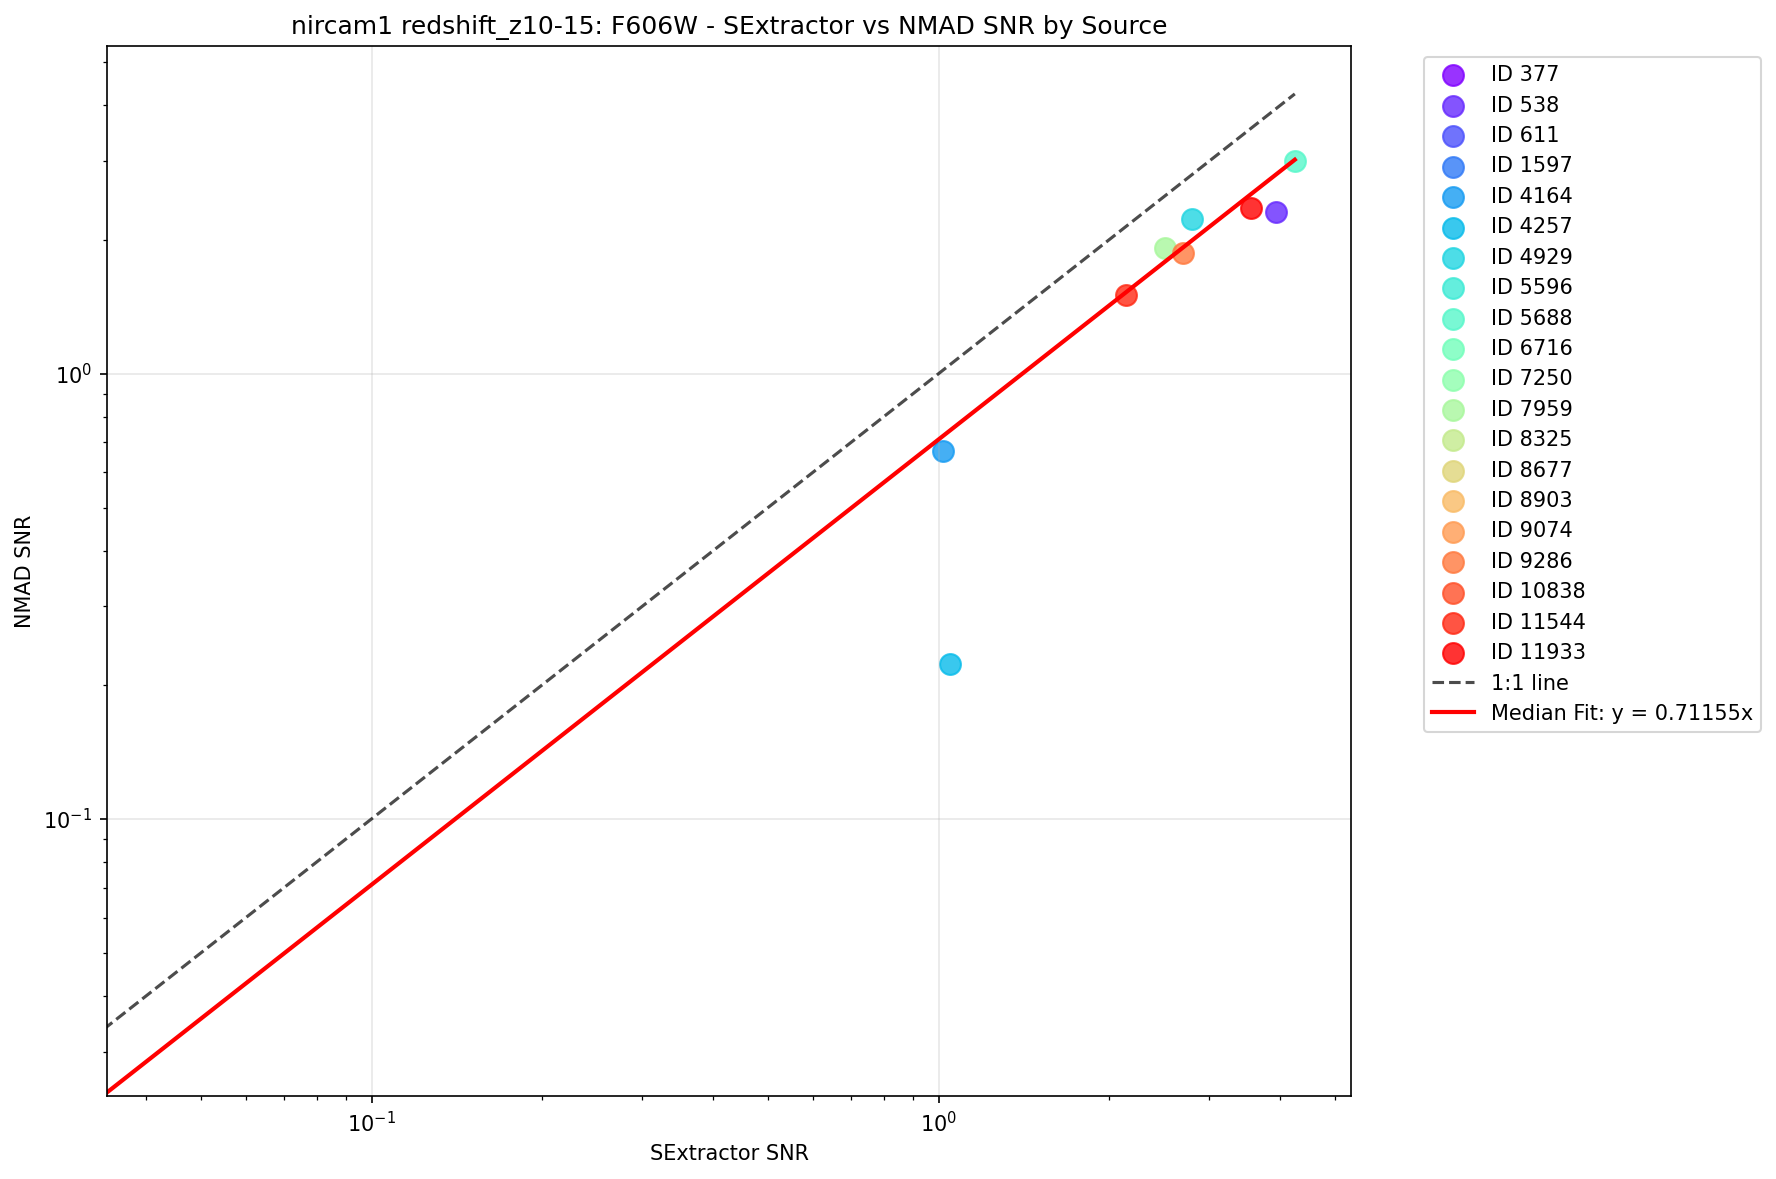 nircam1 redshift_z10-15: F606W - SExtractor vs NMAD SNR by Source
NMAD SNR
10⁰
10⁻¹
10⁻¹
10⁰
SExtractor SNR
ID 377
ID 538
ID 611
ID 1597
ID 4164
ID 4257
ID 4929
ID 5596
ID 5688
ID 6716
ID 7250
ID 7959
ID 8325
ID 8677
ID 8903
ID 9074
ID 9286
ID 10838
ID 11544
ID 11933
1:1 line
Median Fit: y = 0.71155x